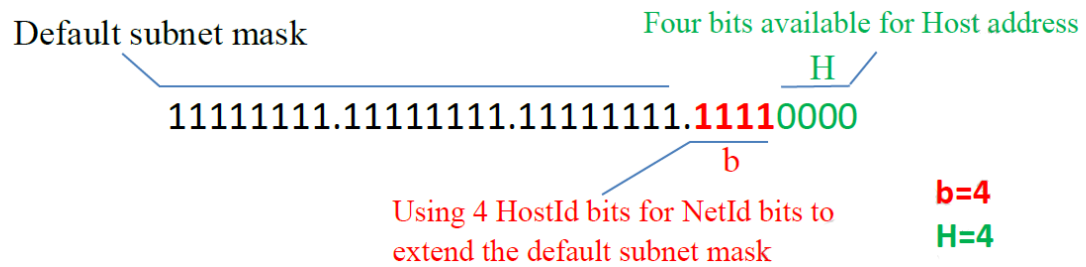 Default subnet mask
Four bits available for Host address
H
11111111.11111111.11111111.11110000
b
Using 4 HostId bits for NetId bits to
extend the default subnet mask
b=4
H=4